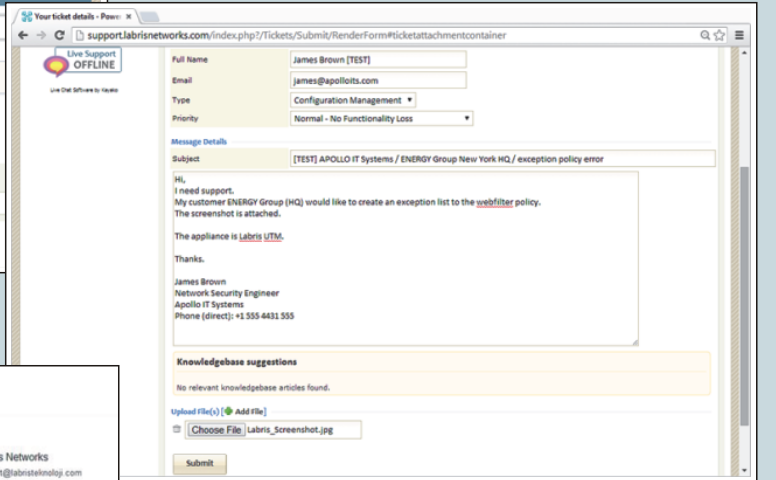 Your ticket details - Power
support.labrisnetworks.com/index.php?/Tickets/Submit/RenderForm#ticketattachmentcontainer
Live Support
OFFLINE
Live Chat Software by Kayako
Full Name James Brown [TEST]
Email james@apolloits.com
Type Configuration Management
Priority Normal - No Functionality Loss
Message Details
Subject [TEST] APOLLO IT Systems / ENERGY Group New York HQ / exception policy error
Hi,
I need support.
My customer ENERGY Group (HQ) would like to create an exception list to the webfilter policy.
The screenshot is attached.
The appliance is Labris UTM.
Thanks.
James Brown
Network Security Engineer
Apollo IT Systems
Phone (direct): +1 555 4431 555
Knowledgebase suggestions
No relevant knowledgebase articles found.
Upload File(s) [Add File]
Choose File Labris_Screenshot.jpg
Submit
s Networks
t@labristeknoloji.com